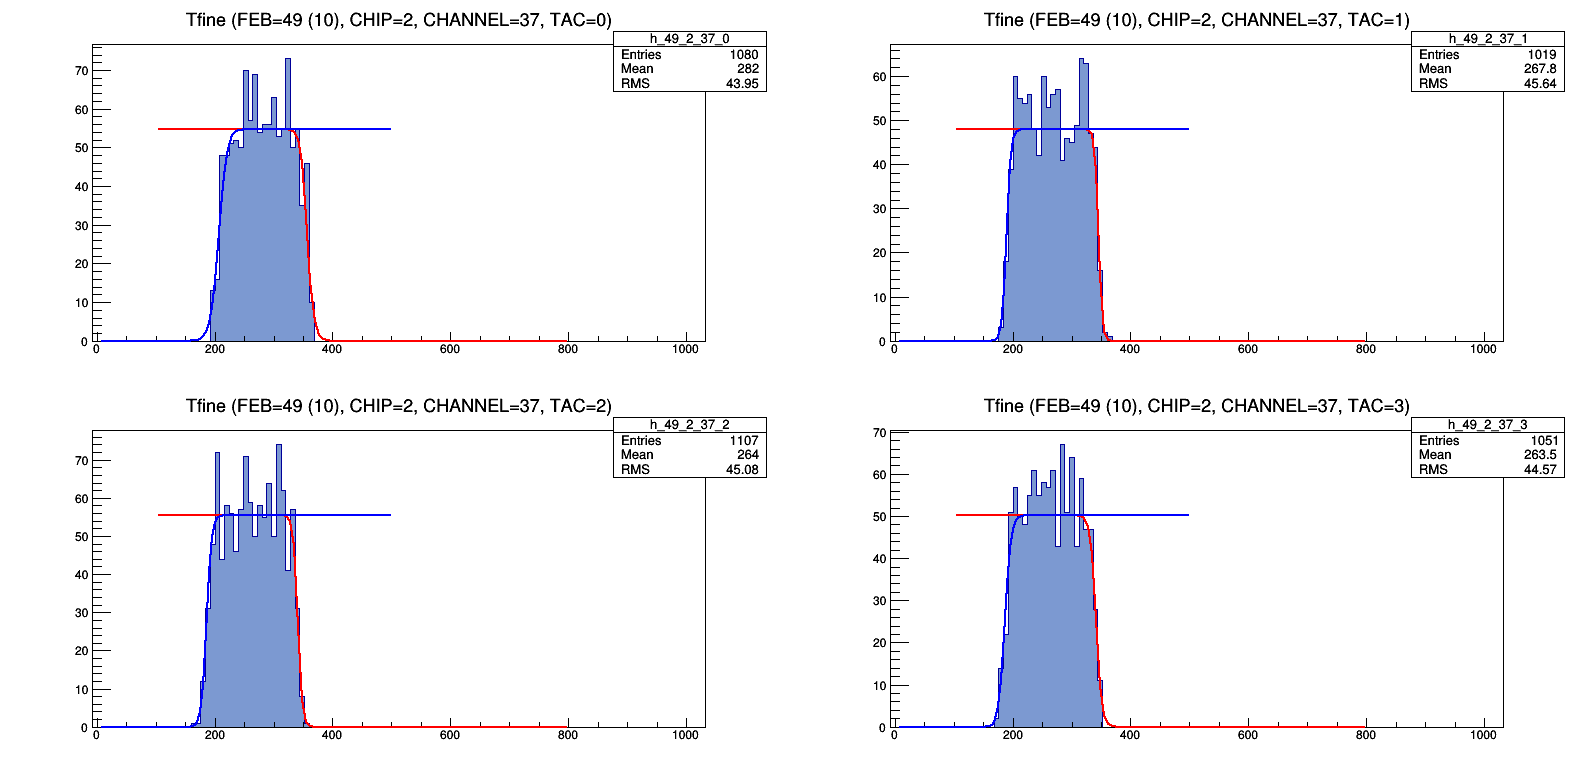 Tfine (FEB=49 (10), CHIP=2, CHANNEL=37, TAC=0)
h_49_2_37_0
Entries 1080
Mean 282
RMS 43.95
70
60
50
40
30
20
10
0
0 200 400 600 800 1000
Tfine (FEB=49 (10), CHIP=2, CHANNEL=37, TAC=1)
h_49_2_37_1
Entries 1019
Mean 267.8
RMS 45.64
60
50
40
30
20
10
0
0 200 400 600 800 1000
Tfine (FEB=49 (10), CHIP=2, CHANNEL=37, TAC=2)
h_49_2_37_2
Entries 1107
Mean 264
RMS 45.08
70
60
50
40
30
20
10
0
0 200 400 600 800 1000
Tfine (FEB=49 (10), CHIP=2, CHANNEL=37, TAC=3)
h_49_2_37_3
Entries 1051
Mean 263.5
RMS 44.57
70
60
50
40
30
20
10
0
0 200 400 600 800 1000